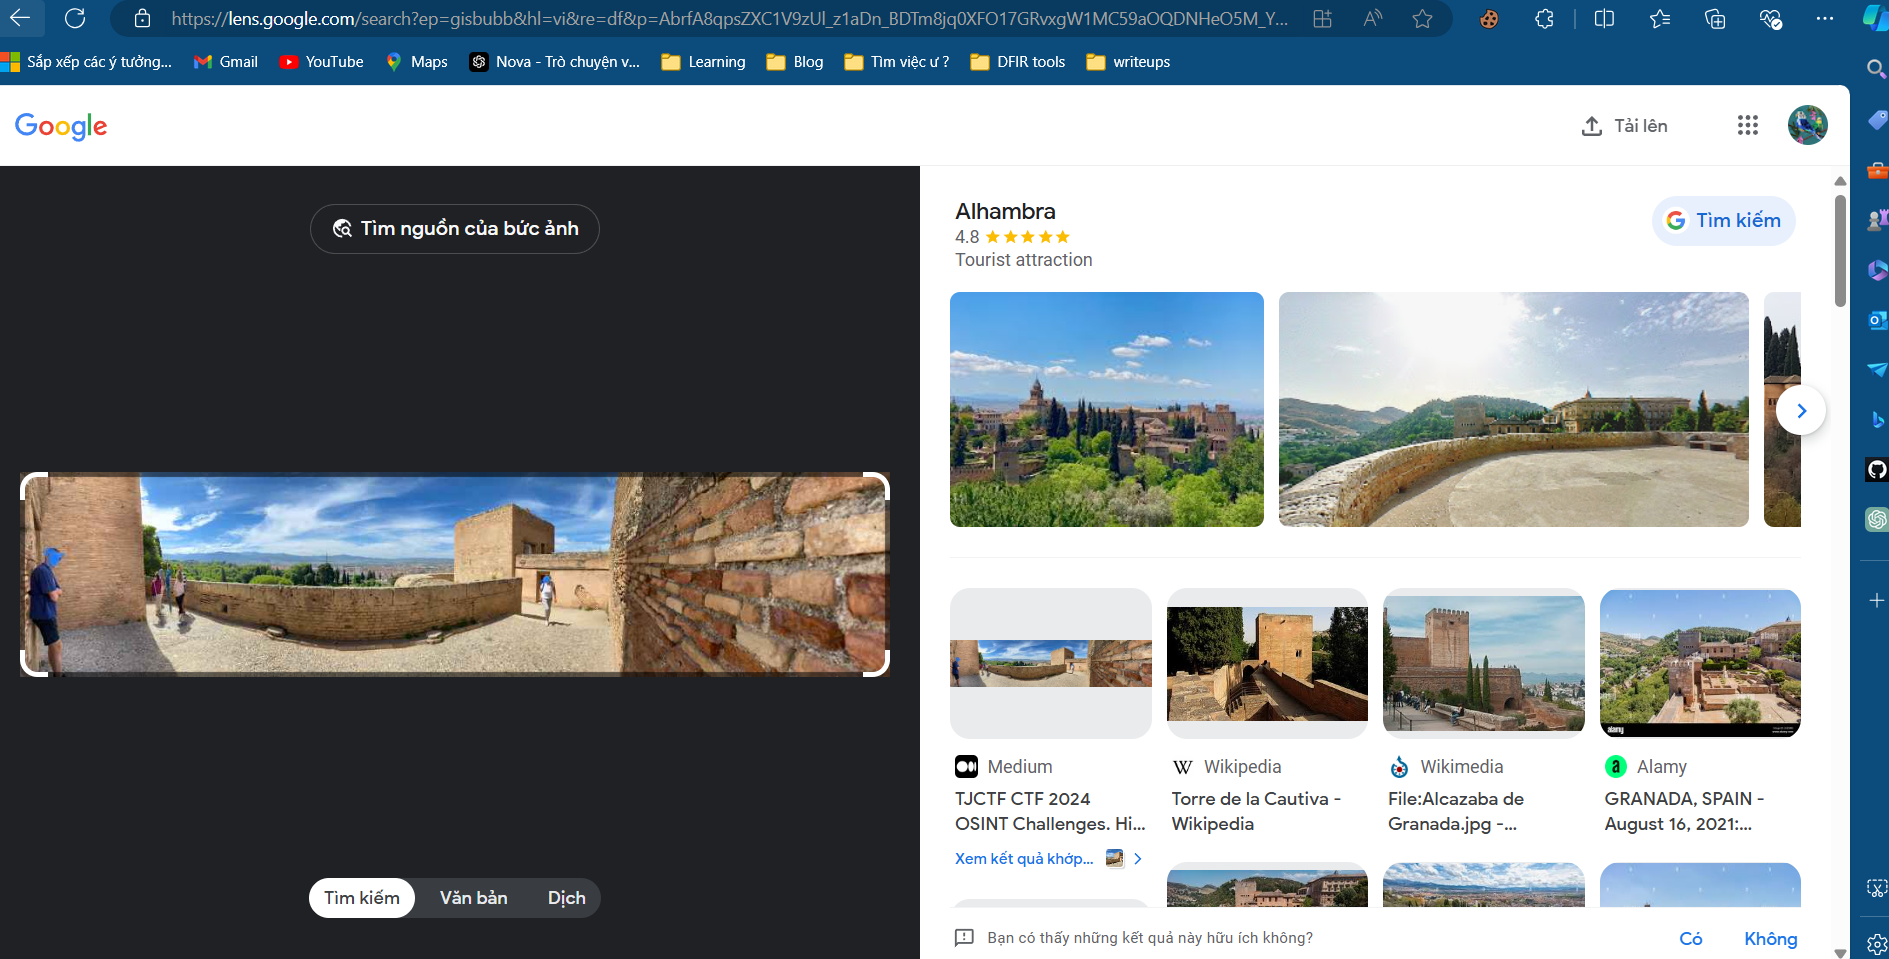 https://lens.google.com/search?ep=gisbubb&hl=vi&re=df&p=AbrfA8qpsZXC1V9zUl_z1aDn_BDTm8jq0XFO17GRvxgW1MC59aOQDNHeO5M_Y...
Sắp xếp các ý tưởng...
Gmail
YouTube
Maps
Nova - Trò chuyện v...
Learning
Blog
Tìm việc ư ?
DFIR tools
writeups
Google
Tải lên
Tìm nguồn của bức ảnh
Alhambra
4.8
Tourist attraction
Tìm kiếm
Medium
TJCTF CTF 2024
OSINT Challenges. Hi...
Xem kết quả khớp...
Wikipedia
Torre de la Cautiva -
Wikipedia
Wikimedia
File:Alcazaba de
Granada.jpg -...
alamy
Alamy
GRANADA, SPAIN -
August 16, 2021:...
Tìm kiếm
Văn bản
Dịch
Bạn có thấy những kết quả này hữu ích không?
Có
Không